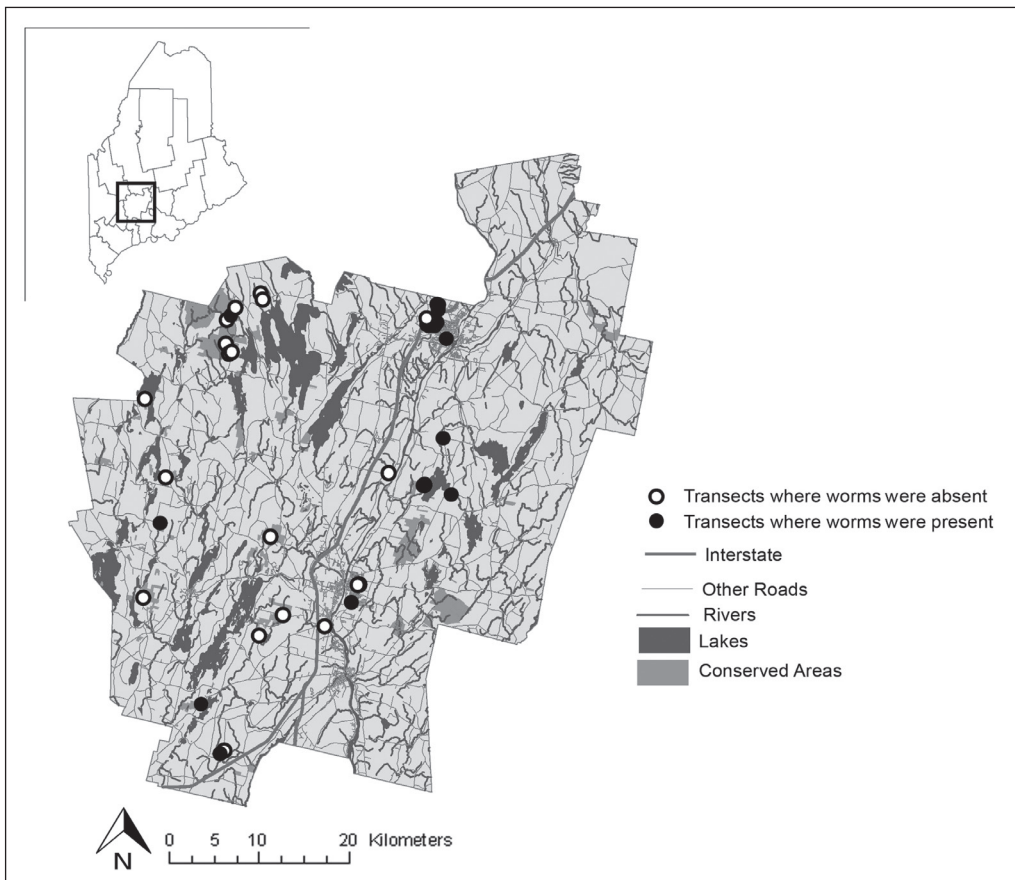 Transects where worms were absent
Transects where worms were present
Interstate
Other Roads
Rivers
Lakes
Conserved Areas
N
0 5 10 20 Kilometers